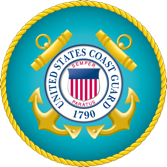 UNITED STATES COAST GUARD
SEMPER
PARATUS
1790